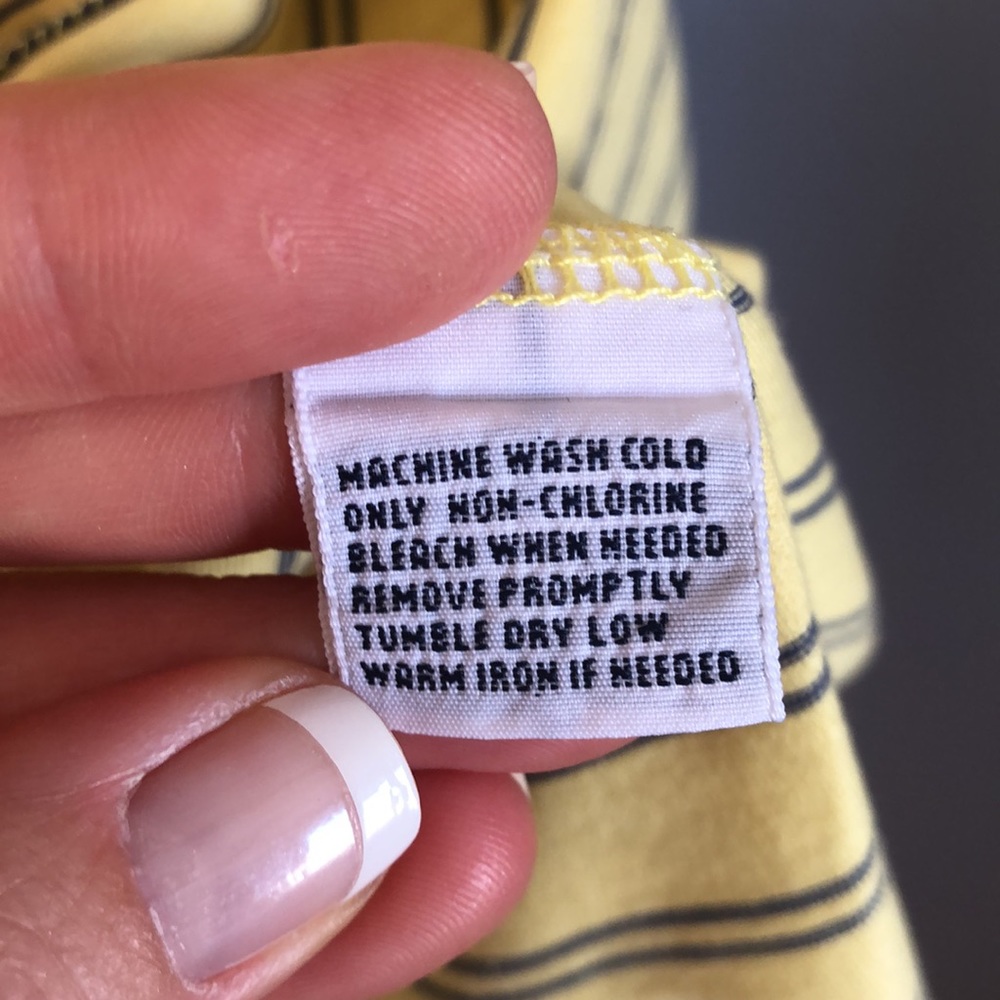 MACHINE WASH COLD
ONLY NON-CHLORINE
BLEACH WHEN NEEDED
REMOVE PROMPTLY
TUMBLE DRY LOW
WARM IRON IF NEEDED